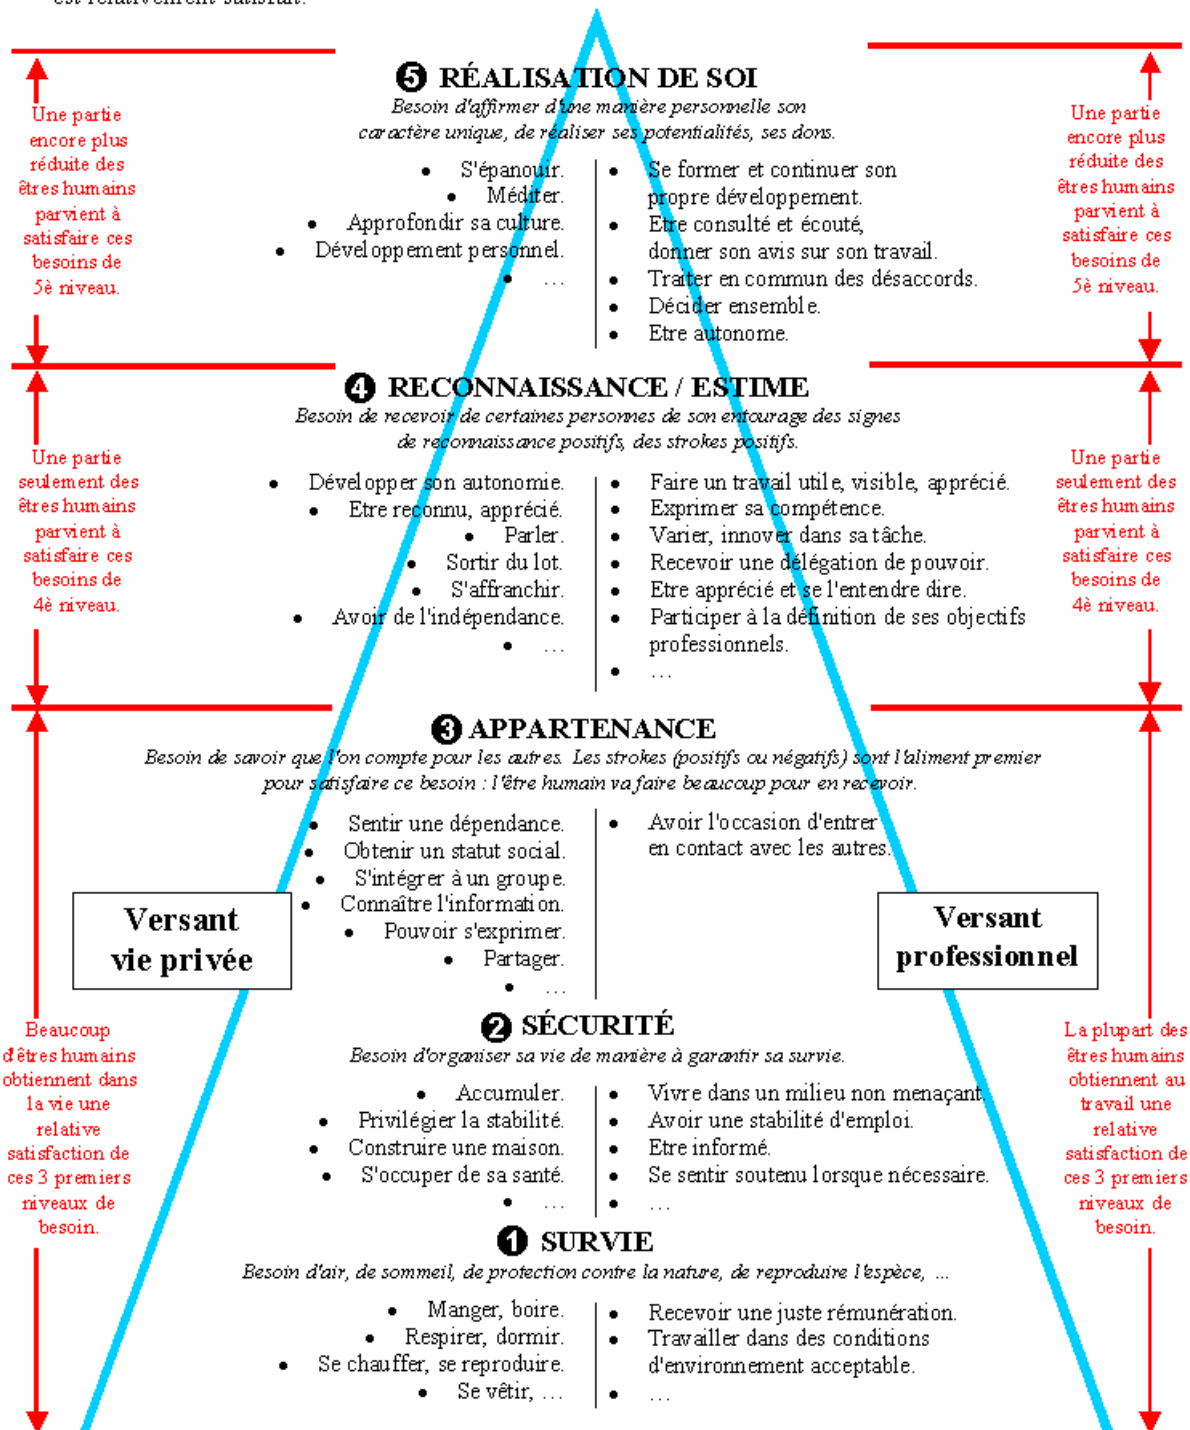 est relativement satisfait.
❺ RÉALISATION DE SOI
Besoin d'affirmer d'une manière personnelle son
caractère unique, de réaliser ses potentialités, ses dons.
Une partie
encore plus
réduite des
êtres humains
parvient à
satisfaire ces
besoins de
5è niveau.
• S'épanouir.
• Méditer.
• Approfondir sa culture.
• Développement personnel.
• …
• Se former et continuer son
propre développement.
• Etre consulté et écouté,
donner son avis sur son travail.
• Traiter en commun des désaccords.
• Décider ensemble.
• Etre autonome.
Une partie
encore plus
réduite des
êtres humains
parvient à
satisfaire ces
besoins de
5è niveau.
❹ RECONNAISSANCE / ESTIME
Besoin de recevoir de certaines personnes de son entourage des signes
de reconnaissance positifs, des strokes positifs.
Une partie
seulement des
êtres humains
parvient à
satisfaire ces
besoins de
4è niveau.
• Développer son autonomie.
• Etre reconnu, apprécié.
• Parler.
• Sortir du lot.
• S'affranchir.
• Avoir de l'indépendance.
• …
• Faire un travail utile, visible, apprécié.
• Exprimer sa compétence.
• Varier, innover dans sa tâche.
• Recevoir une délégation de pouvoir.
• Etre apprécié et se l'entendre dire.
• Participer à la définition de ses objectifs
professionnels.
• …
Une partie
seulement des
êtres humains
parvient à
satisfaire ces
besoins de
4è niveau.
❸ APPARTENANCE
Besoin de savoir que l'on compte pour les autres. Les strokes (positifs ou négatifs) sont l'aliment premier
pour satisfaire ce besoin : l'être humain va faire beaucoup pour en recevoir.
• Sentir une dépendance.
• Obtenir un statut social.
• S'intégrer à un groupe.
• Connaître l'information.
• Pouvoir s'exprimer.
• Partager.
• …
• Avoir l'occasion d'entrer
en contact avec les autres.
Versant
vie privée
Versant
professionnel
❷ SÉCURITÉ
Besoin d'organiser sa vie de manière à garantir sa survie.
Beaucoup
d'êtres humains
obtiennent dans
la vie une
relative
satisfaction de
ces 3 premiers
niveaux de
besoin.
• Accumuler.
• Privilégier la stabilité.
• Construire une maison.
• S'occuper de sa santé.
• …
• Vivre dans un milieu non menaçant.
• Avoir une stabilité d'emploi.
• Etre informé.
• Se sentir soutenu lorsque nécessaire.
• …
La plupart des
êtres humains
obtiennent au
travail une
relative
satisfaction de
ces 3 premiers
niveaux de
besoin.
❶ SURVIE
Besoin d'air, de sommeil, de protection contre la nature, de reproduire l'espèce, …
• Manger, boire.
• Respirer, dormir.
• Se chauffer, se reproduire.
• Se vêtir, …
• Recevoir une juste rémunération.
• Travailler dans des conditions
d'environnement acceptable.
• …